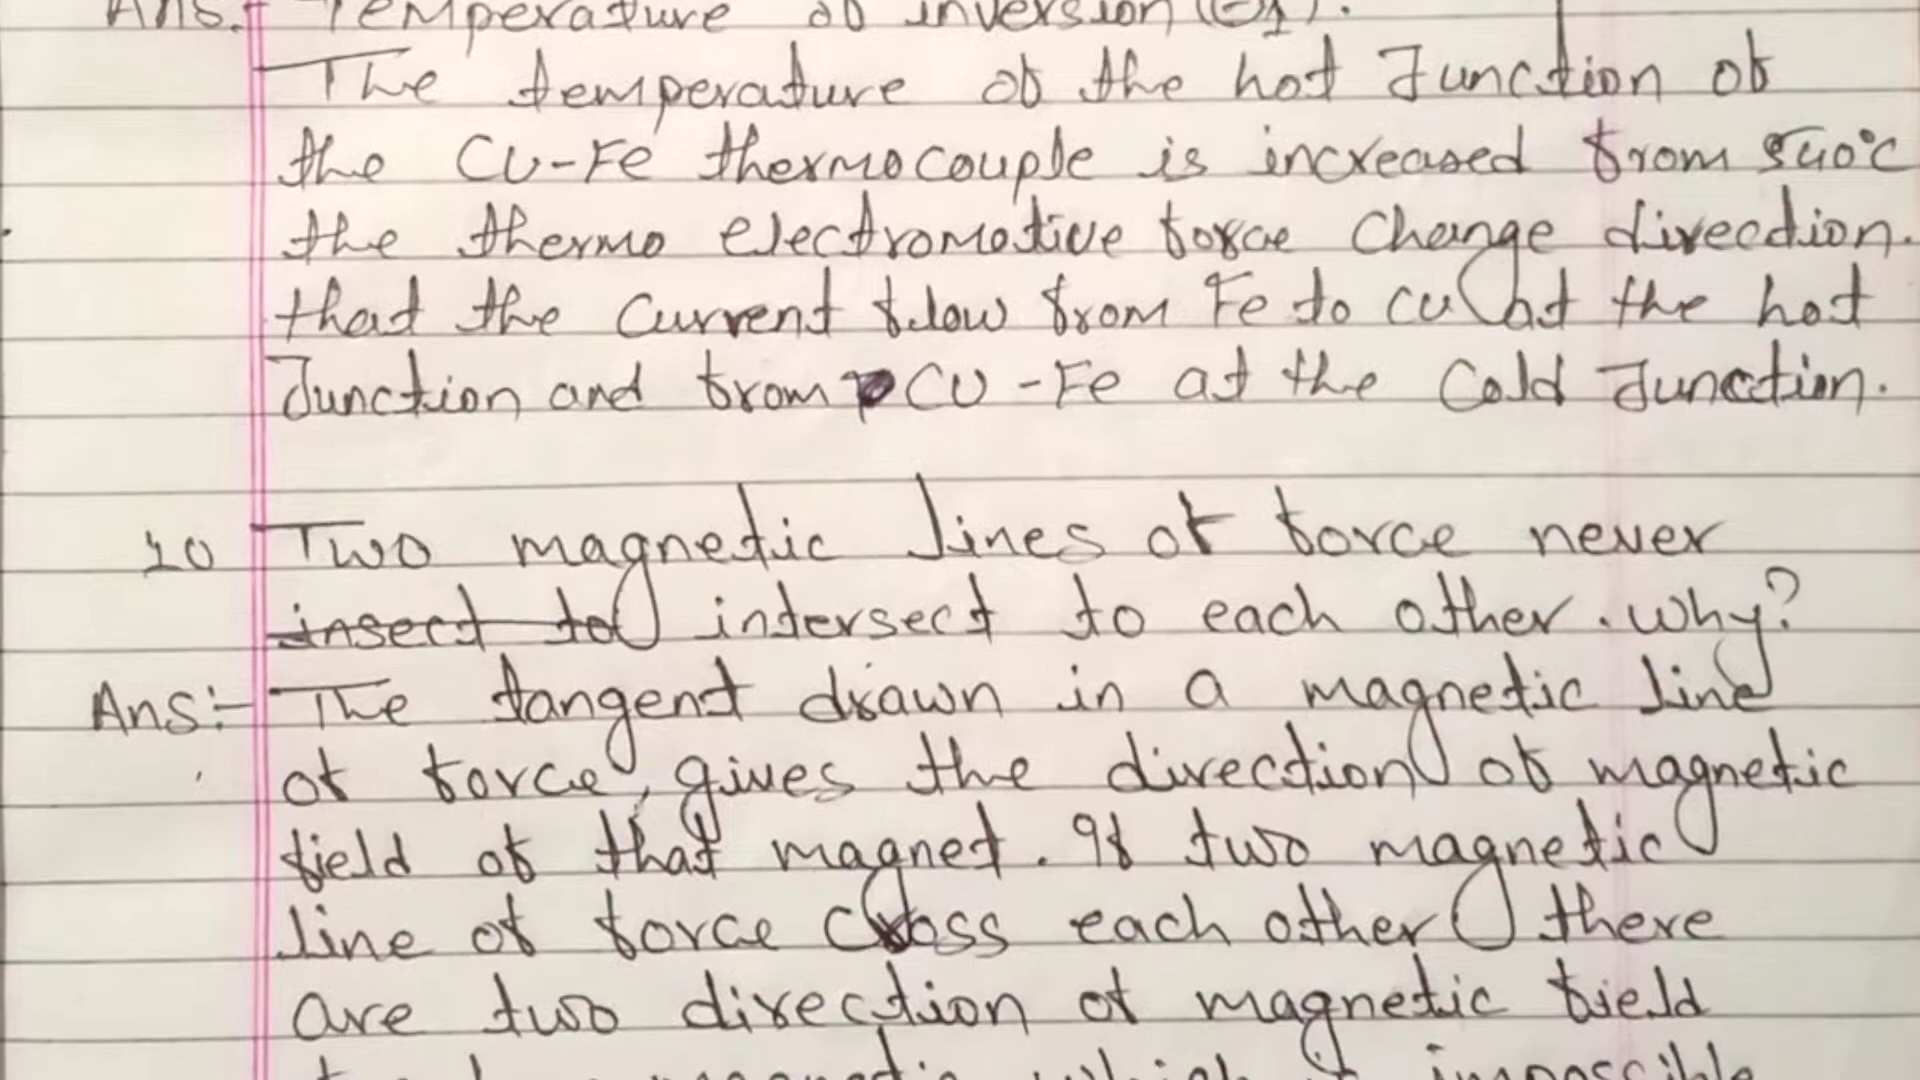 Ans:- Temperature of inversion (θI).
The temperature of the hot Junction of
the Cu-Fe thermocouple is increased from 540°C
the thermo electromotive force change direction.
that the current flow from Fe to Cu at the hot
Junction and from Cu-Fe at the Cold Junction.
10 Two magnetic lines of force never
insect to intersect to each other. Why?
Ans:- The tangent drawn in a magnetic line
of force, gives the direction of magnetic
field of that magnet. If two magnetic
line of force cross each other there
are two direction of magnetic field
which impossible